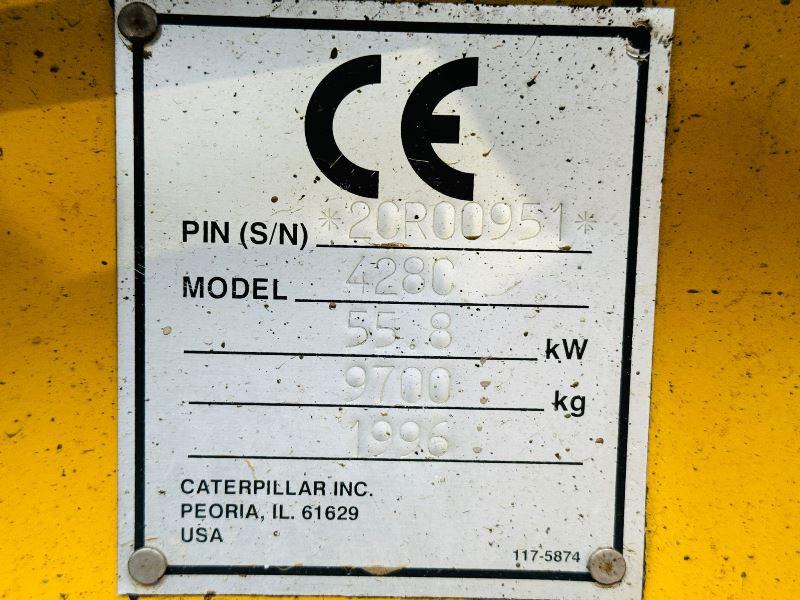 CE
PIN (S/N) *2CR00951*
MODEL 428C
55.8 kW
9700 kg
1996
CATERPILLAR INC.
PEORIA, IL. 61629
USA
117-5874